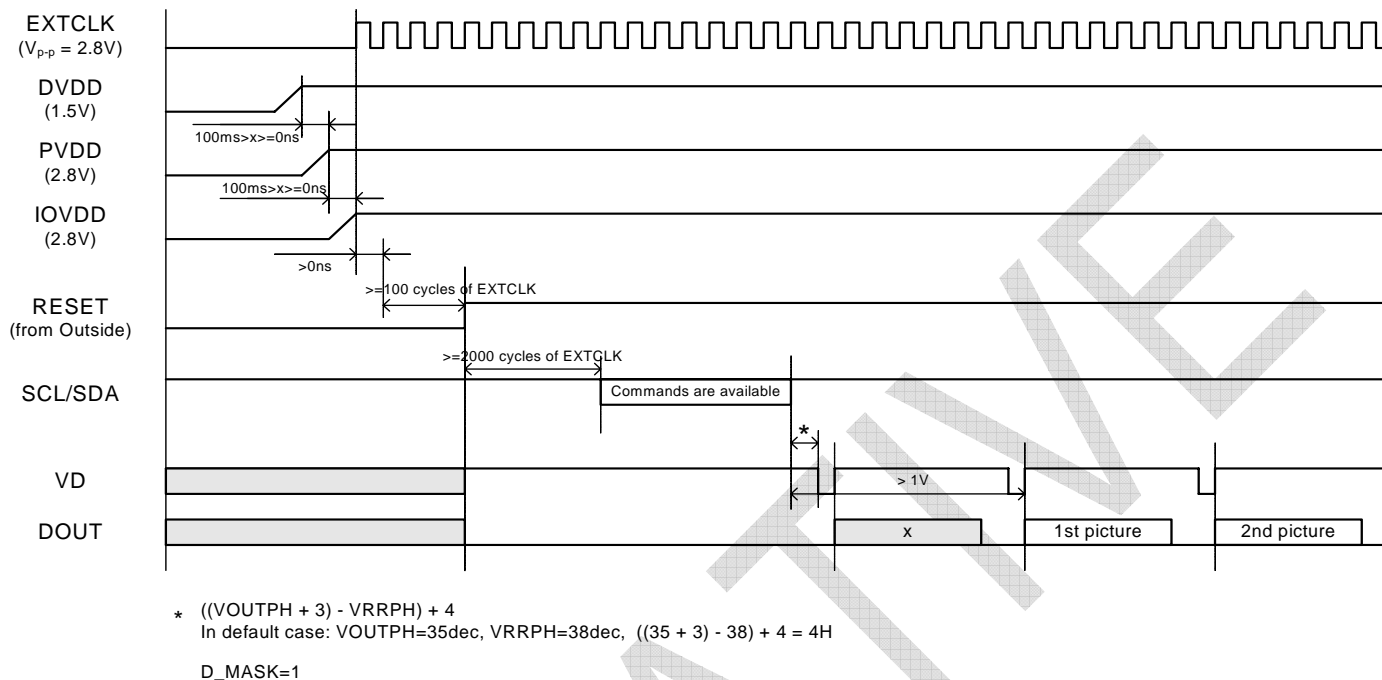 EXTCLK
(Vp-p = 2.8V)
DVDD
(1.5V)
100ms>x>=0ns
PVDD
(2.8V)
100ms>x>=0ns
IOVDD
(2.8V)
>0ns
>=100 cycles of EXTCLK
RESET
(from Outside)
>=2000 cycles of EXTCLK
SCL/SDA
Commands are available
*
VD
> 1V
DOUT
x
1st picture
2nd picture
* ((VOUTPH + 3) - VRRPH) + 4
In default case: VOUTPH=35dec, VRRPH=38dec, ((35 + 3) - 38) + 4 = 4H
D_MASK=1